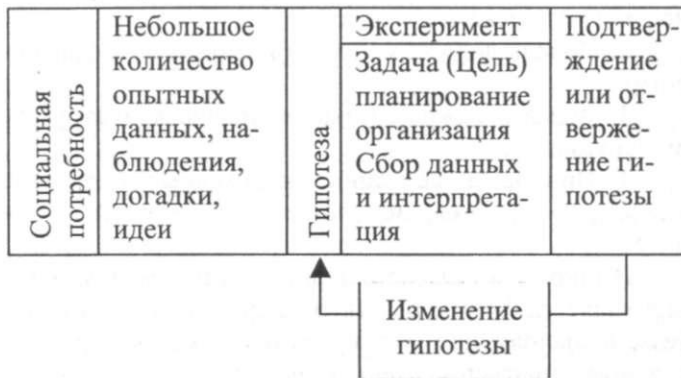 Социальная
потребность
Небольшое
количество
опытных
данных, на-
блюдения,
догадки,
идеи
Гипотеза
Эксперимент
Задача (Цель)
планирование
организация
Сбор данных
и интерпрета-
ция
Подтвер-
ждение
или от-
верже-
ние ги-
потезы
Изменение
гипотезы